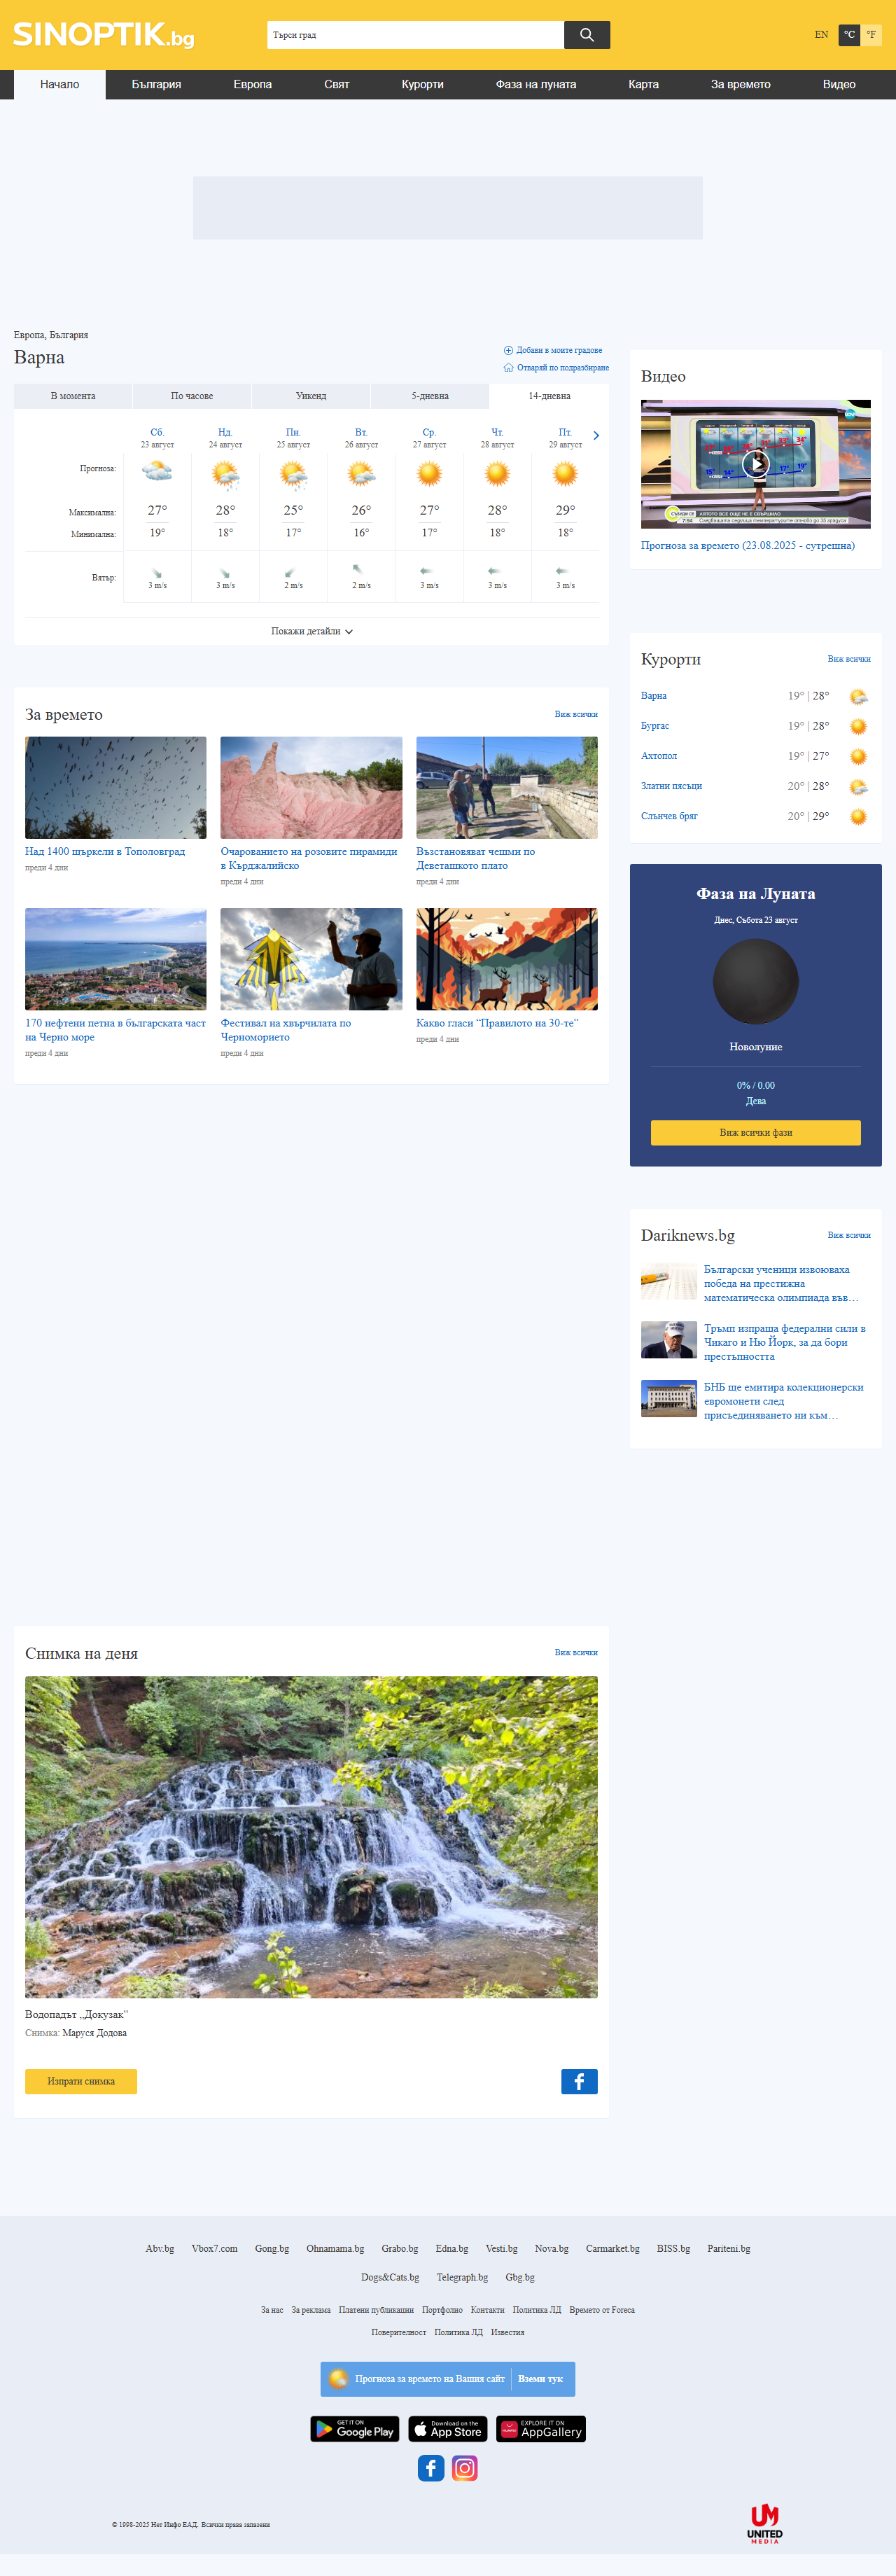 SINOPTIK.bg
Търси град
EN °C °F
Начало България Европа Свят Курорти Фаза на луната Карта За времето Видео
Европа, България
Варна
Добави в моите градове
Отваряй по подразбиране
В момента По часове Уикенд 5-дневна 14-дневна
Сб. Нд. Пн. Вт. Ср. Чт. Пт.
23 август 24 август 25 август 26 август 27 август 28 август 29 август
Прогноза:
Максимална: 27° 28° 25° 26° 27° 28° 29°
Минимална: 19° 18° 17° 16° 17° 18° 18°
Вятър: 3 m/s 3 m/s 2 m/s 2 m/s 3 m/s 3 m/s 3 m/s
Покажи детайли
Видео
Прогноза за времето (23.08.2025 - сутрешна)
Курорти Виж всички
Варна 19° | 28°
Бургас 19° | 28°
Ахтопол 19° | 27°
Златни пясъци 20° | 28°
Слънчев бряг 20° | 29°
За времето Виж всички
Над 1400 щъркели в Тополовград
преди 4 дни
Очарованието на розовите пирамиди
в Кърджалийско
преди 4 дни
Възстановяват чешми по
Деветашкото плато
преди 4 дни
170 нефтени петна в българската част
на Черно море
преди 4 дни
Фестивал на хвърчилата по
Черноморието
преди 4 дни
Какво гласи “Правилото на 30-те”
преди 4 дни
Фаза на Луната
Днес, Събота 23 август
Новолуние
0% / 0.00
Дева
Виж всички фази
Dariknews.bg Виж всички
Български ученици извоюваха
победа на престижна
математическа олимпиада във…
Тръмп изпраща федерални сили в
Чикаго и Ню Йорк, за да бори
престъпността
БНБ ще емитира колекционерски
евромонети след
присъединяването ни към…
Снимка на деня Виж всички
Водопадът „Докузак“
Снимка: Маруся Додова
Изпрати снимка
Abv.bg Vbox7.com Gong.bg Ohnamama.bg Grabo.bg Edna.bg Vesti.bg Nova.bg Carmarket.bg BISS.bg Pariteni.bg
Dogs&Cats.bg Telegraph.bg Gbg.bg
За нас За реклама Платени публикации Портфолио Контакти Политика ЛД Времето от Foreca
Поверителност Политика ЛД Известия
Прогноза за времето на Вашия сайт Вземи тук
GET IT ON
Google Play
Download on the
App Store
EXPLORE IT ON
AppGallery
© 1998-2025 Нет Инфо ЕАД. Всички права запазени
UNITED
MEDIA